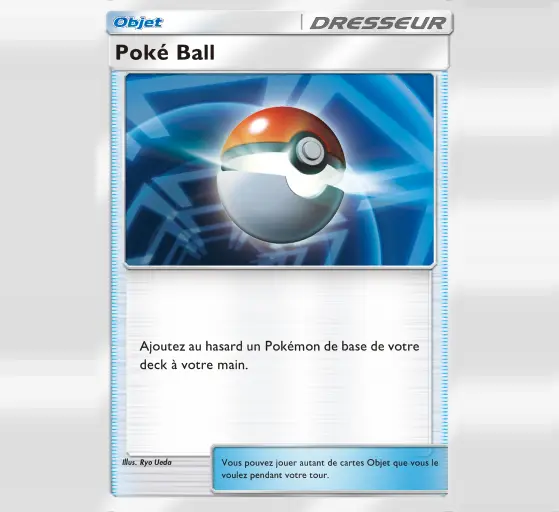 Objet
DRESSEUR
Poké Ball
Ajoutez au hasard un Pokémon de base de votre
deck à votre main.
Illus. Ryo Ueda
Vous pouvez jouer autant de cartes Objet que vous le
voulez pendant votre tour.